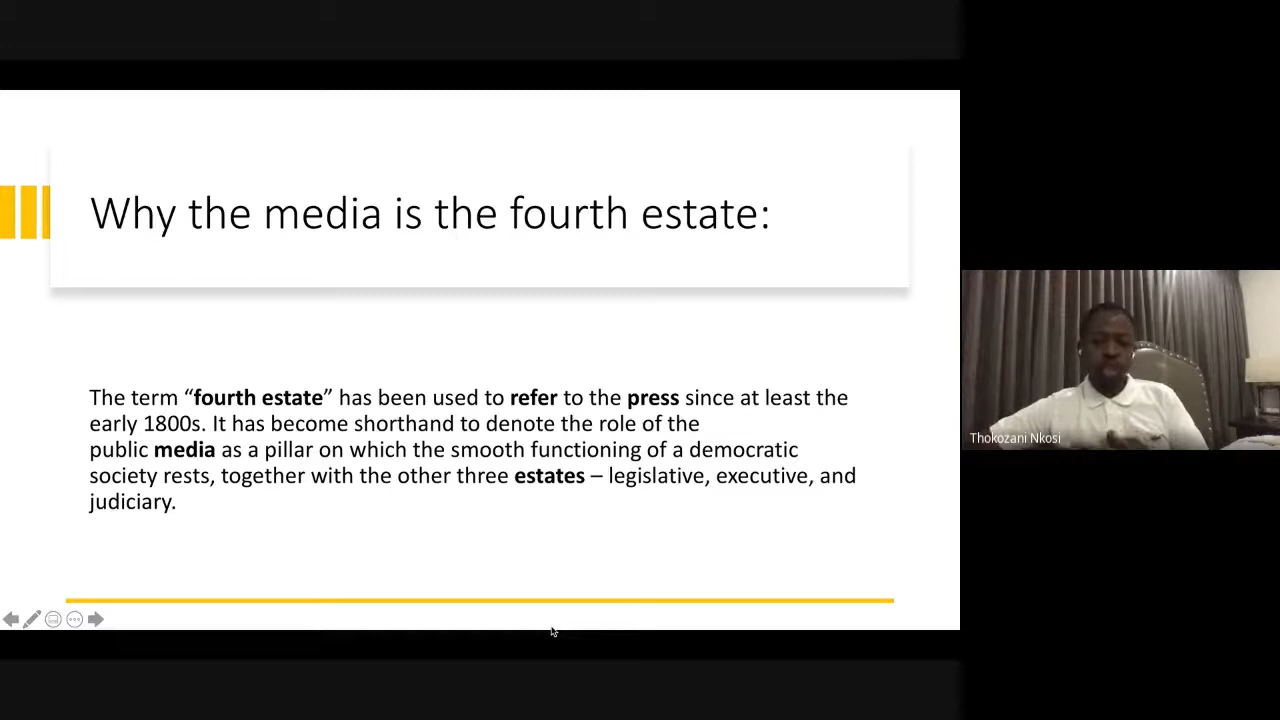 Why the media is the fourth estate:
The term “fourth estate” has been used to refer to the press since at least the
early 1800s. It has become shorthand to denote the role of the
public media as a pillar on which the smooth functioning of a democratic
society rests, together with the other three estates – legislative, executive, and
judiciary.
Thokozani Nkosi